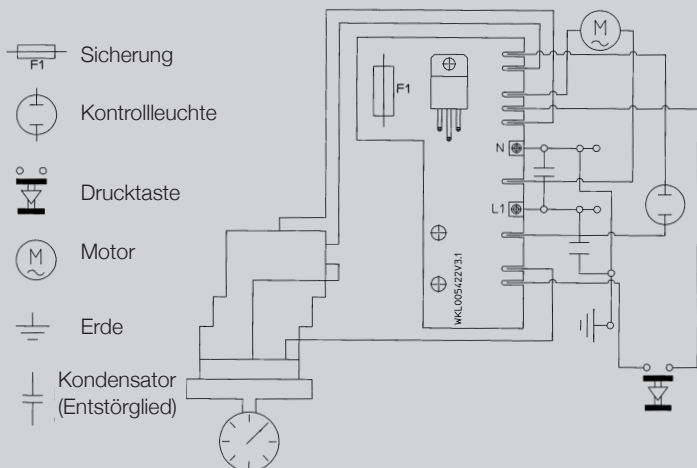 F1
Sicherung
Kontrollleuchte
Drucktaste
M
Motor
Erde
Kondensator
(Entstörglied)
F1
N
L1
WKL005422V3.1
M